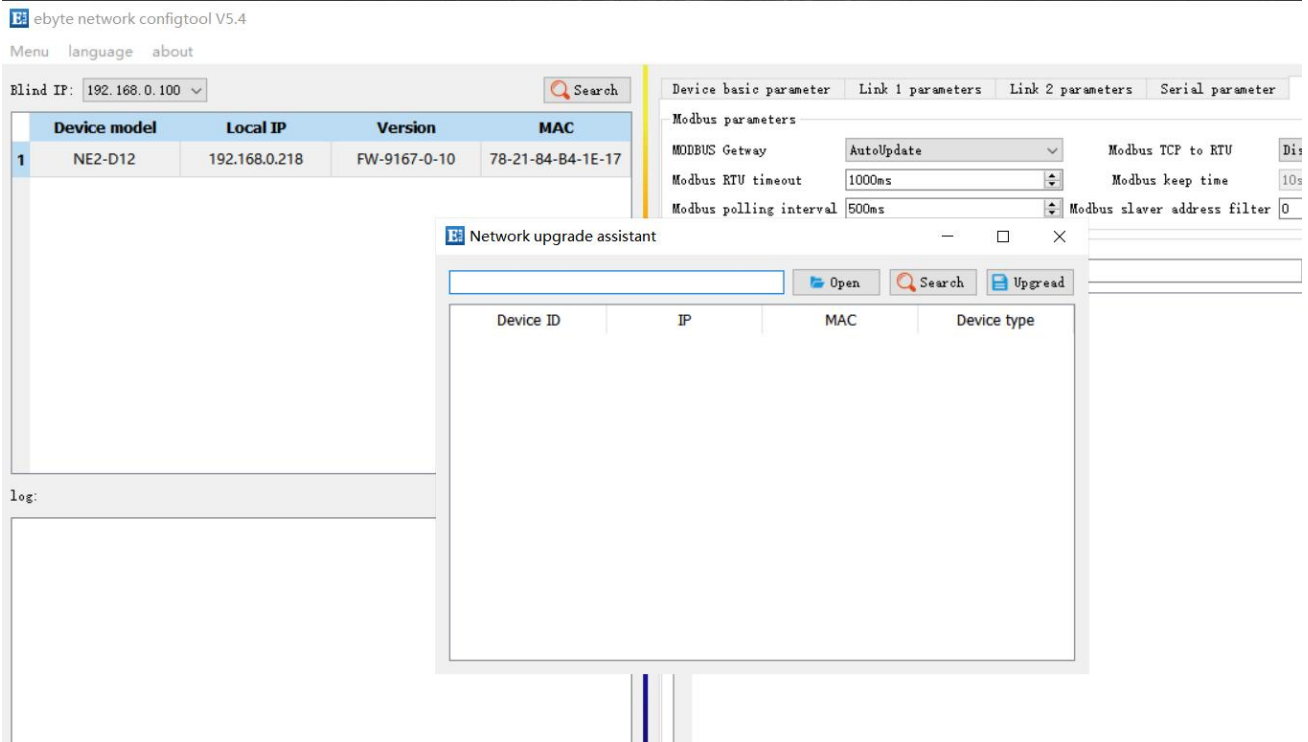 ebyte network configtool V5.4
Menu language about
Blind IP: 192.168.0.100 Search
Device model Local IP Version MAC
1 NE2-D12 192.168.0.218 FW-9167-0-10 78-21-84-B4-1E-17
log:
Device basic parameter Link 1 parameters Link 2 parameters Serial parameter
Modbus parameters
MODBUS Getway AutoUpdate Modbus TCP to RTU Dis
Modbus RTU timeout 1000ms Modbus keep time 10s
Modbus polling interval 500ms Modbus slaver address filter 0
Network upgrade assistant
Open Search Upgread
Device ID IP MAC Device type